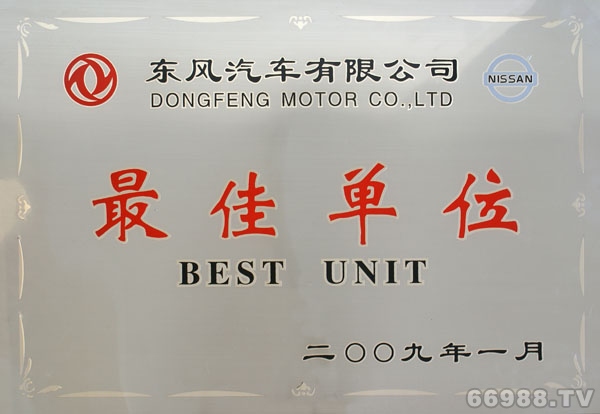 东风汽车有限公司
NISSAN
DONGFENG MOTOR CO.,LTD
最佳单位
BEST UNIT
二〇〇九年一月
66988.TV